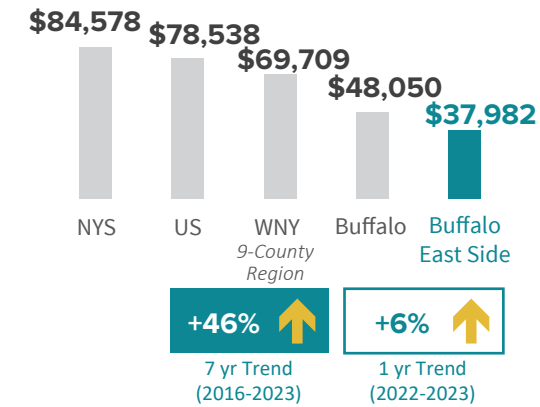 $84,578
$78,538
$69,709
$48,050
$37,982
NYS
US
WNY
9-County
Region
Buffalo
Buffalo
East Side
+46%
+6%
7 yr Trend
(2016-2023)
1 yr Trend
(2022-2023)